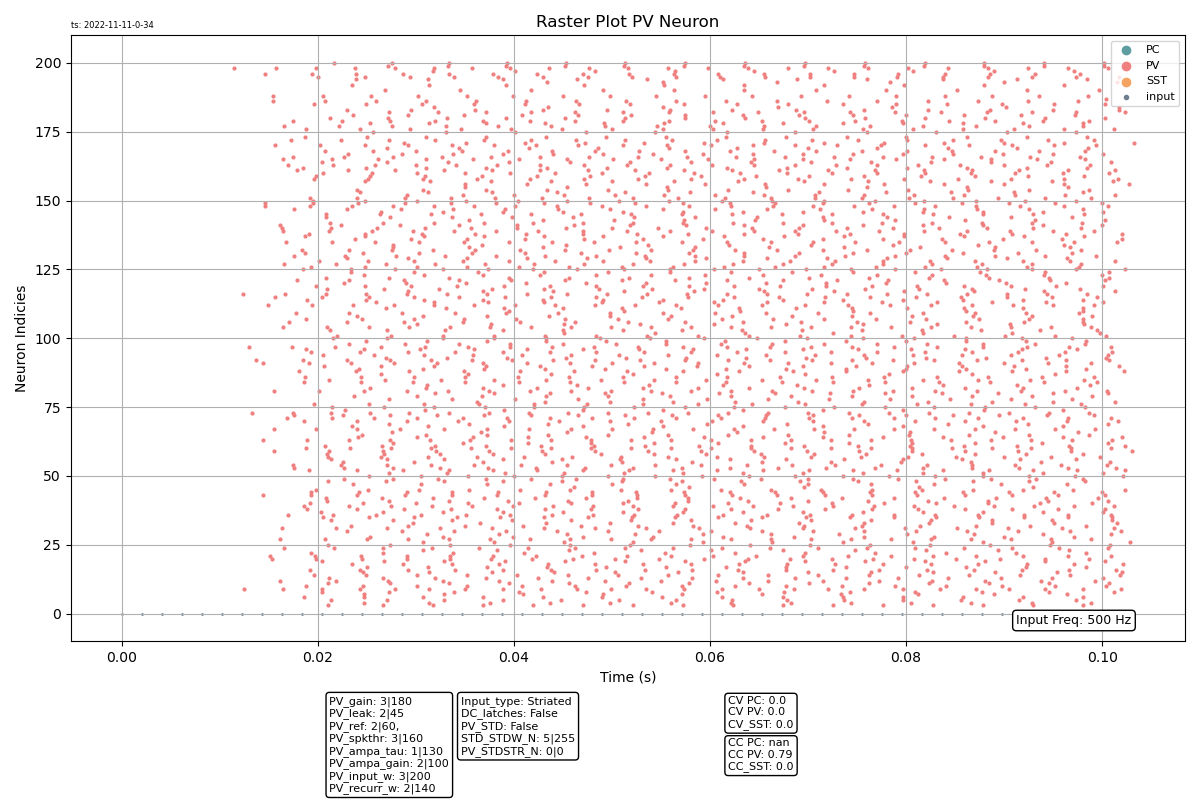 ts: 2022-11-11-0-34
Raster Plot PV Neuron
PC
PV
SST
input
200
175
150
125
100
75
50
25
0
Neuron Indicies
Input Freq: 500 Hz
0.00 0.02 0.04 0.06 0.08 0.10
Time (s)
PV_gain: 3|180
PV_leak: 2|45
PV_ref: 2|60,
PV_spkthr: 3|160
PV_ampa_tau: 1|130
PV_ampa_gain: 2|100
PV_input_w: 3|200
PV_recurr_w: 2|140
Input_type: Striated
DC_latches: False
PV_STD: False
STD_STDW_N: 5|255
PV_STDSTR_N: 0|0
CV PC: 0.0
CV PV: 0.0
CV_SST: 0.0
CC PC: nan
CC PV: 0.79
CC_SST: 0.0